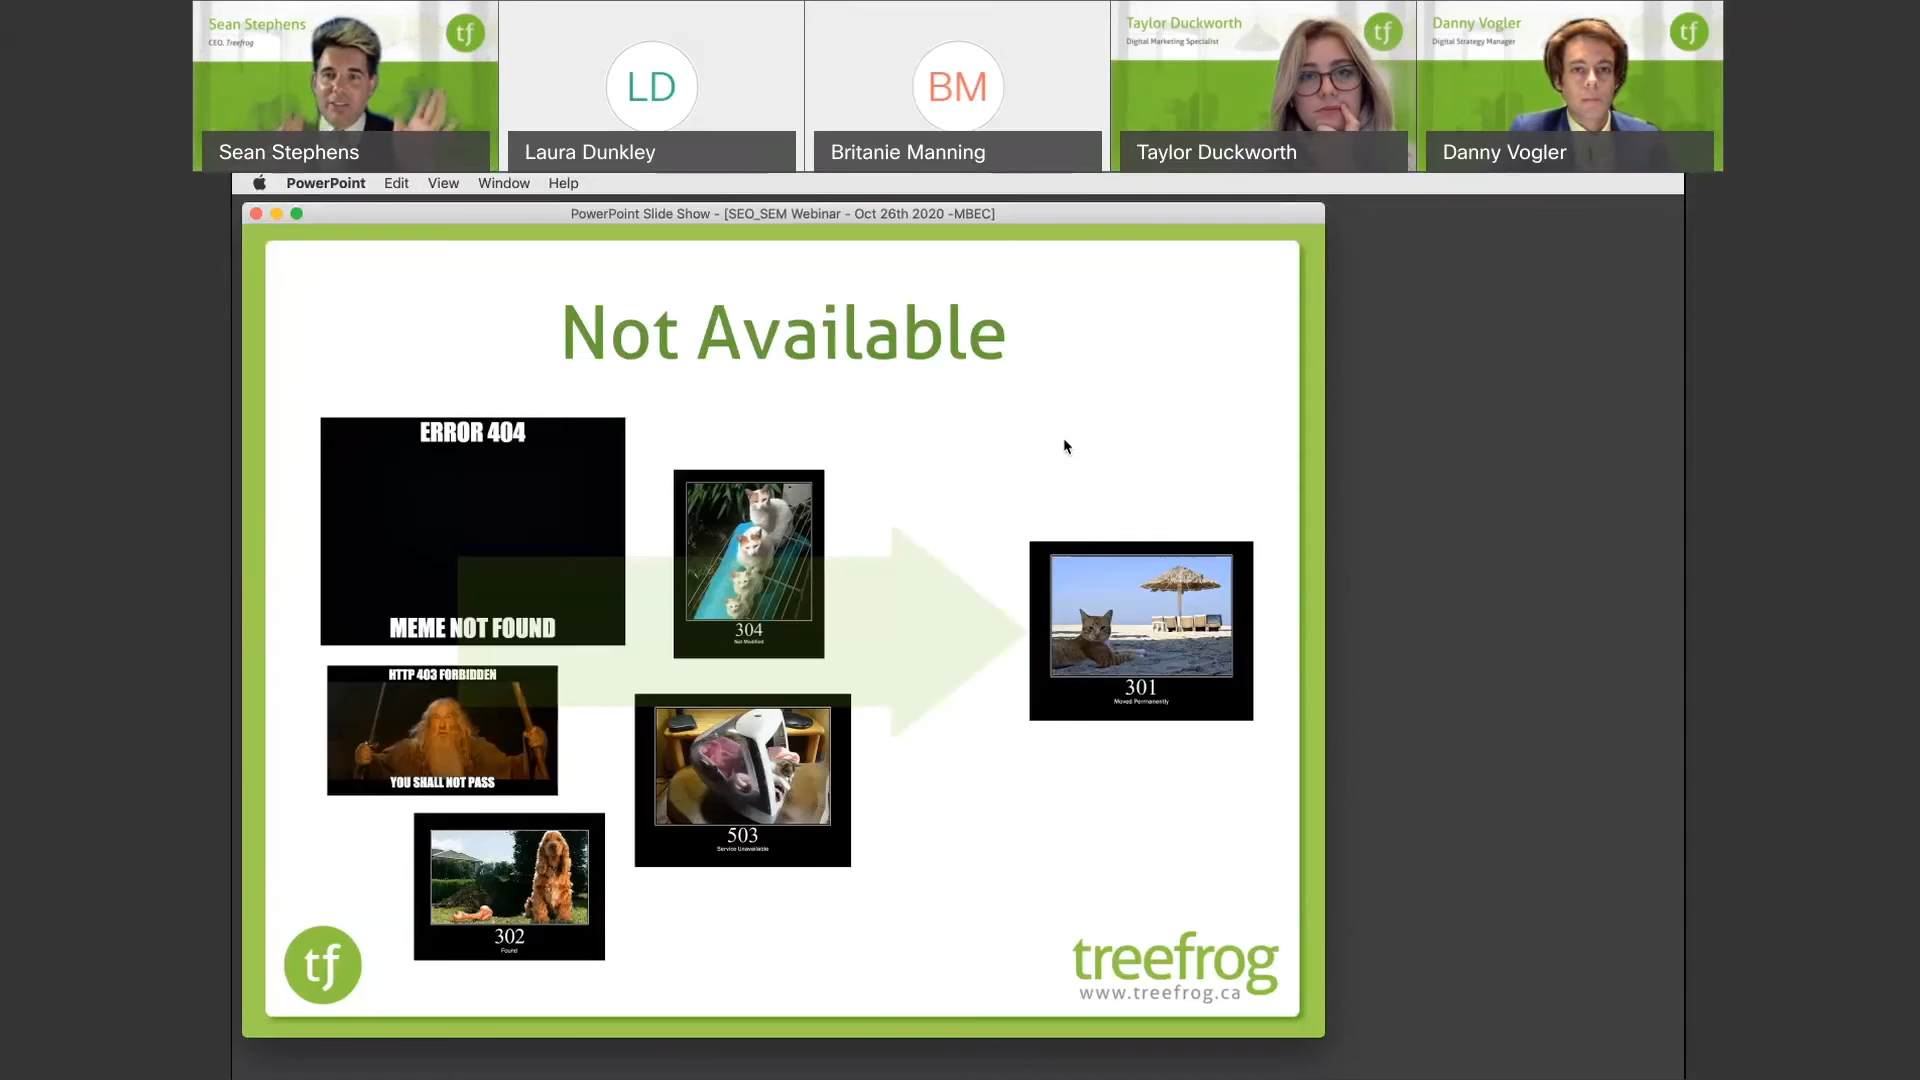 Sean Stephens
CEO, Treefrog
tf
LD
BM
Taylor Duckworth
Digital Marketing Specialist
tf
Danny Vogler
Digital Strategy Manager
tf
Sean Stephens
Laura Dunkley
Britanie Manning
Taylor Duckworth
Danny Vogler
PowerPoint Edit View Window Help
PowerPoint Slide Show - [SEO_SEM Webinar - Oct 26th 2020 -MBEC]
Not Available
ERROR 404
MEME NOT FOUND
304
Not Modified
301
Moved Permanently
HTTP 403 FORBIDDEN
YOU SHALL NOT PASS
503
Service Unavailable
302
Found
tf
treefrog
www.treefrog.ca